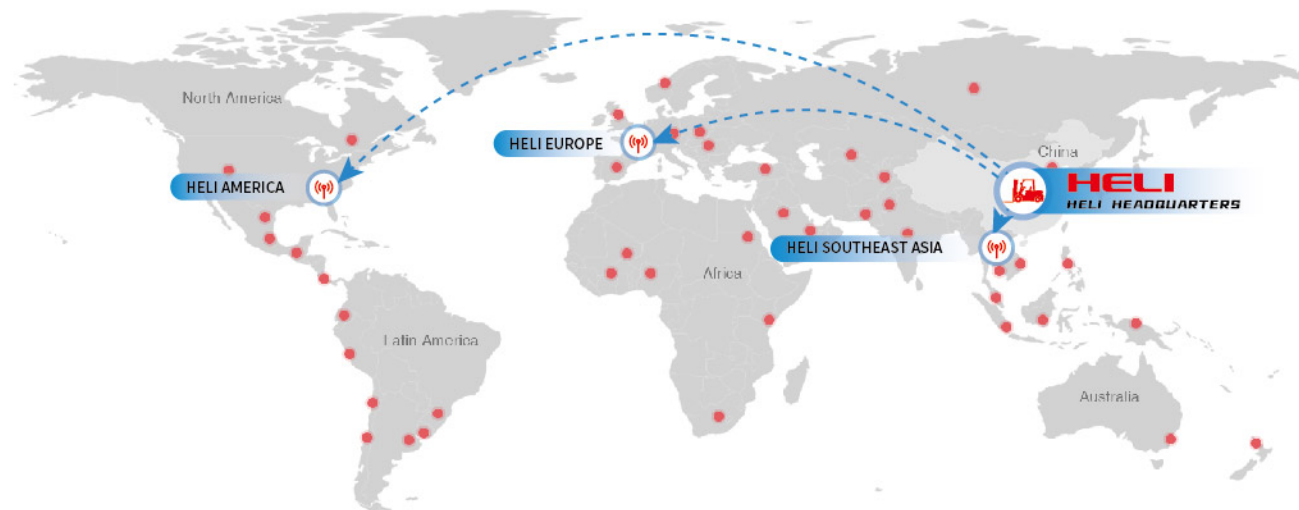 North America
China
HELI EUROPE
HELI AMERICA
HELI
HELI HEADQUARTERS
HELI SOUTHEAST ASIA
Africa
Latin America
Australia